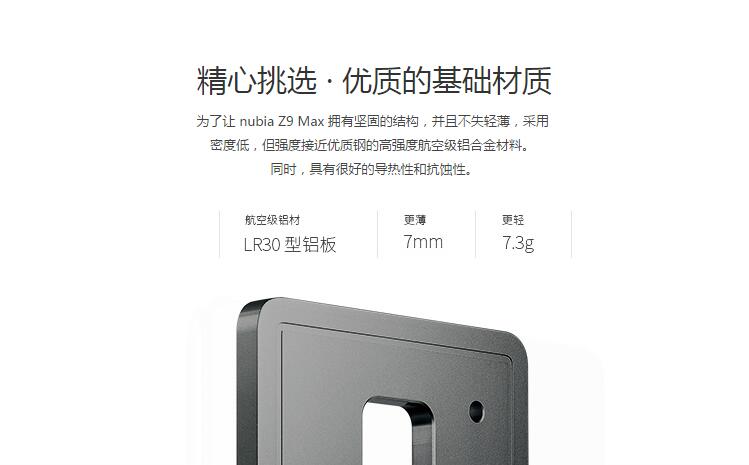 精心挑选 · 优质的基础材质
为了让 nubia Z9 Max 拥有坚固的结构，并且不失轻薄，采用
密度低，但强度接近优质钢的高强度航空级铝合金材料。
同时，具有很好的导热性和抗蚀性。
航空级铝材
LR30 型铝板
更薄
7mm
更轻
7.3g